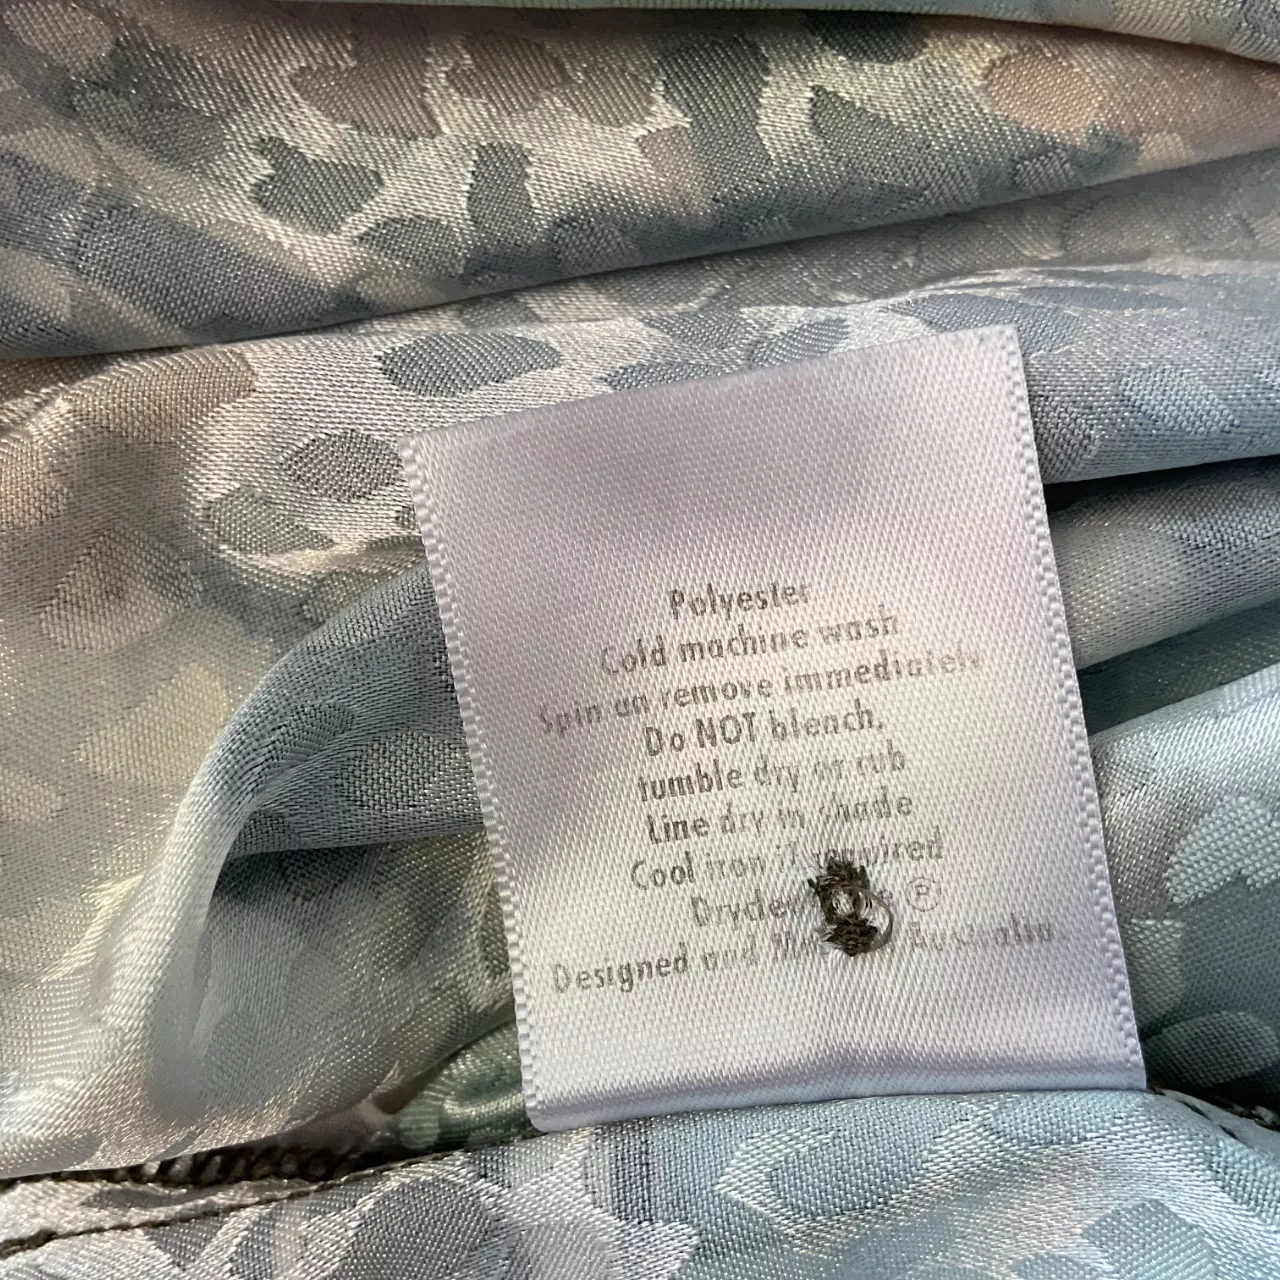 Polyester
Cold machine wash
Spin an remove immediately
Do NOT bleach.
tumble dry or rub
Line dry in shade
Cool iron if required
Ⓟ
Designed and Australia